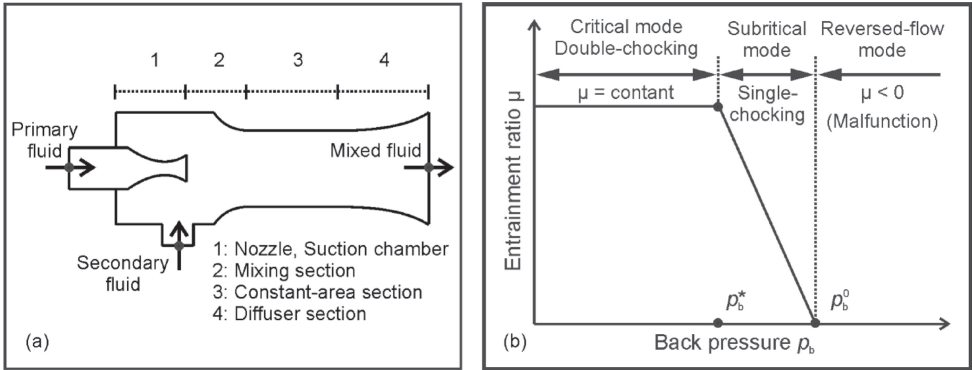 1 2 3 4
Primary
fluid
Mixed fluid
Secondary
fluid
1: Nozzle, Suction chamber
2: Mixing section
3: Constant-area section
4: Diffuser section
(a)
Critical mode
Double-chocking
Subritical
mode
Reversed-flow
mode
μ = contant
Single-
chocking
μ < 0
(Malfunction)
Entrainment ratio μ
p*b
p0b
Back pressure pb
(b)